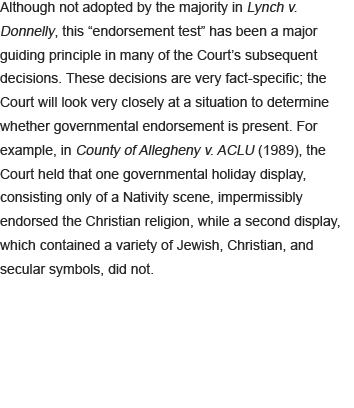 Although not adopted by the majority in Lynch v.
Donnelly, this “endorsement test” has been a major
guiding principle in many of the Court’s subsequent
decisions. These decisions are very fact-specific; the
Court will look very closely at a situation to determine
whether governmental endorsement is present. For
example, in County of Allegheny v. ACLU (1989), the
Court held that one governmental holiday display,
consisting only of a Nativity scene, impermissibly
endorsed the Christian religion, while a second display,
which contained a variety of Jewish, Christian, and
secular symbols, did not.